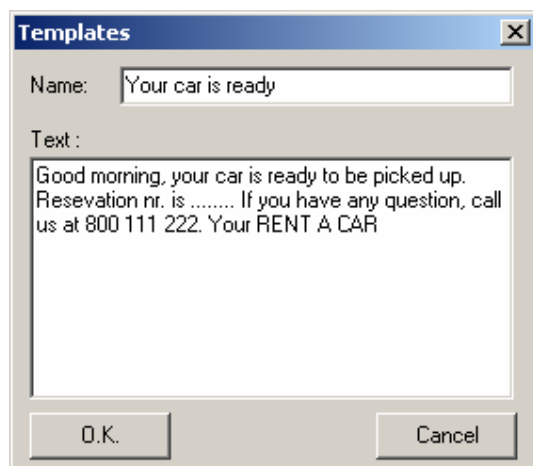 Templates
Name: Your car is ready
Text :
Good morning, your car is ready to be picked up.
Resevation nr. is ........ If you have any question, call
us at 800 111 222. Your RENT A CAR
O.K. Cancel